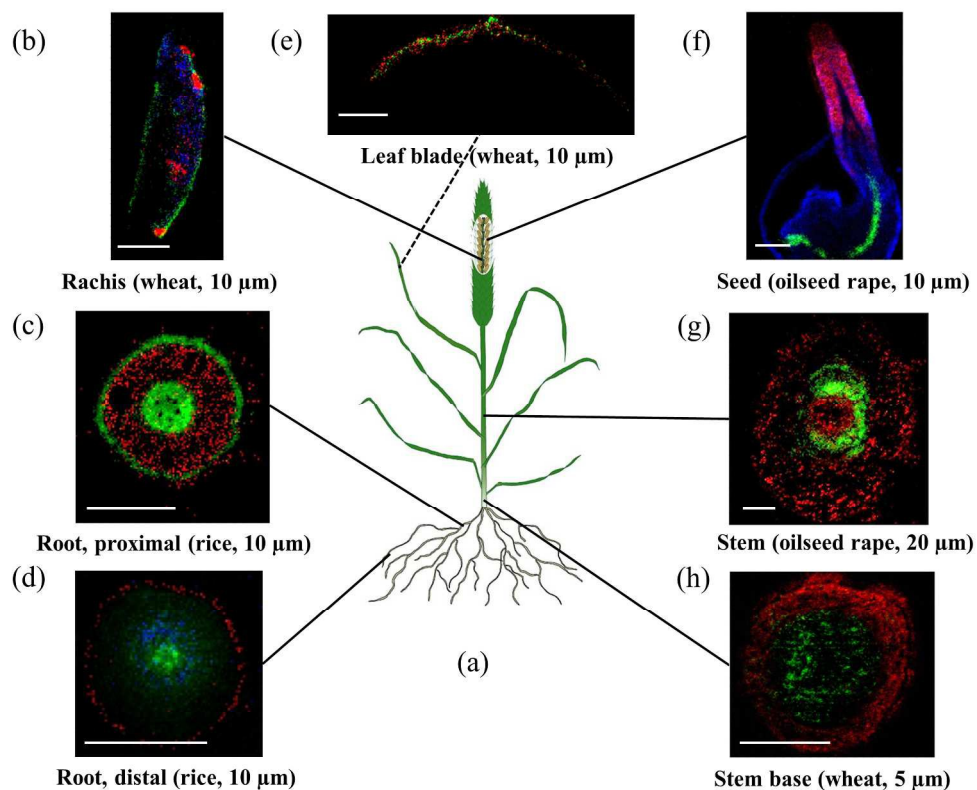 (b)
(e)
(f)
Leaf blade (wheat, 10 µm)
Rachis (wheat, 10 µm)
Seed (oilseed rape, 10 µm)
(c)
(g)
Root, proximal (rice, 10 µm)
Stem (oilseed rape, 20 µm)
(d)
(h)
(a)
Root, distal (rice, 10 µm)
Stem base (wheat, 5 µm)